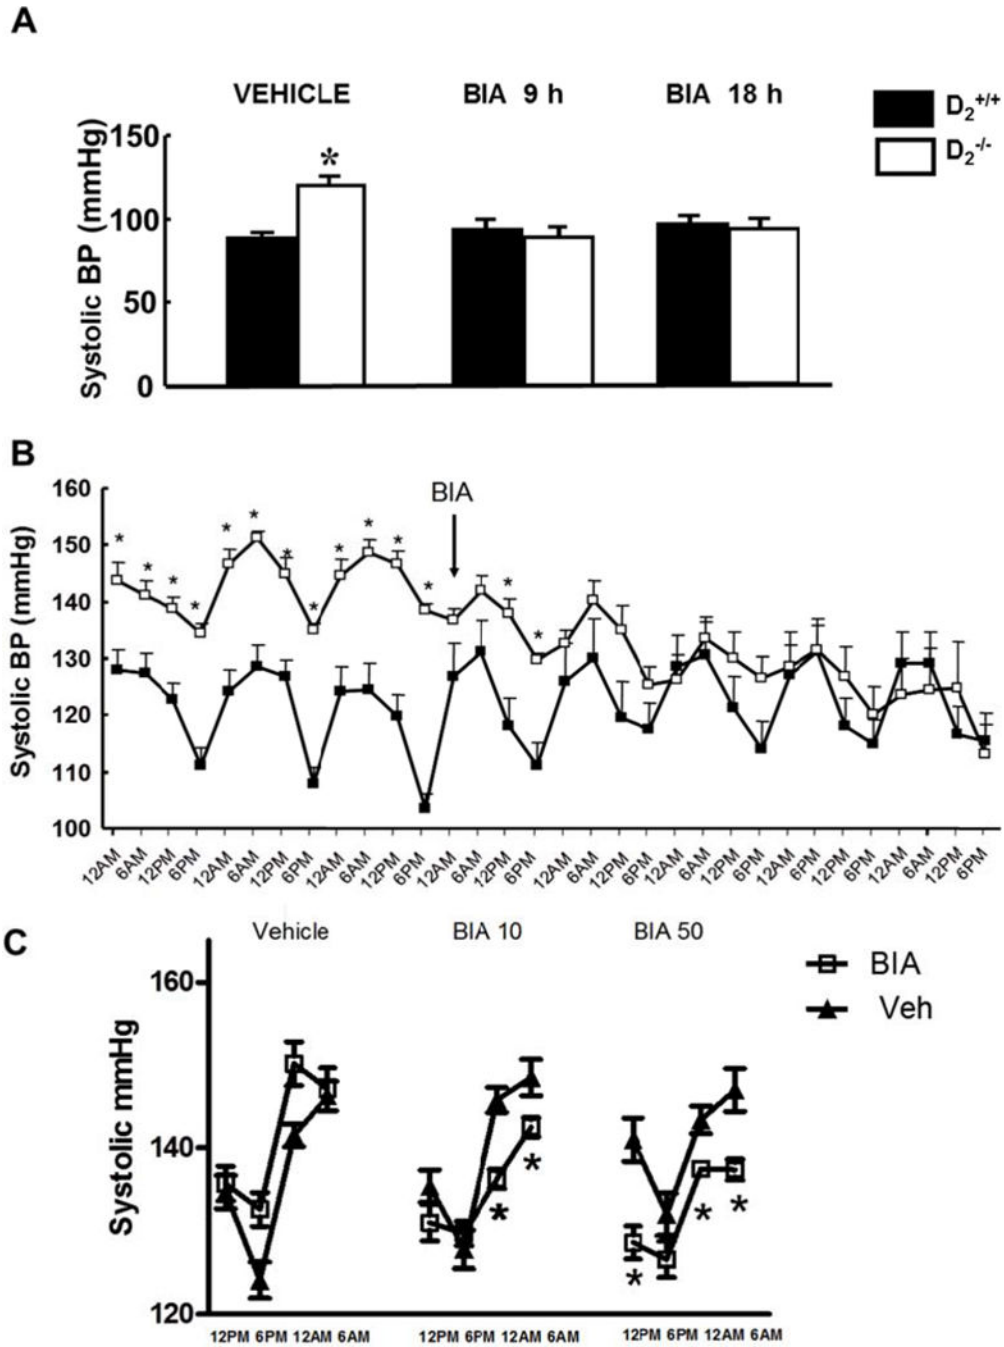 A
VEHICLE BIA 9 h BIA 18 h
D2+/+
D2-/-
Systolic BP (mmHg)
150
100
50
0
*
B
Systolic BP (mmHg)
160
150
140
130
120
110
100
BIA
* * * * * * * * * * * * * *
12AM 6AM 12PM 6PM 12AM 6AM 12PM 6PM 12AM 6AM 12PM 6PM 12AM 6AM 12PM 6PM 12AM 6AM 12PM 6PM 12AM 6AM 12PM 6PM 12AM 6AM 12PM 6PM 12AM 6AM 12PM 6PM
C
Vehicle BIA 10 BIA 50
BIA
Veh
Systolic mmHg
160
140
120
* * * * *
12PM 6PM 12AM 6AM 12PM 6PM 12AM 6AM 12PM 6PM 12AM 6AM